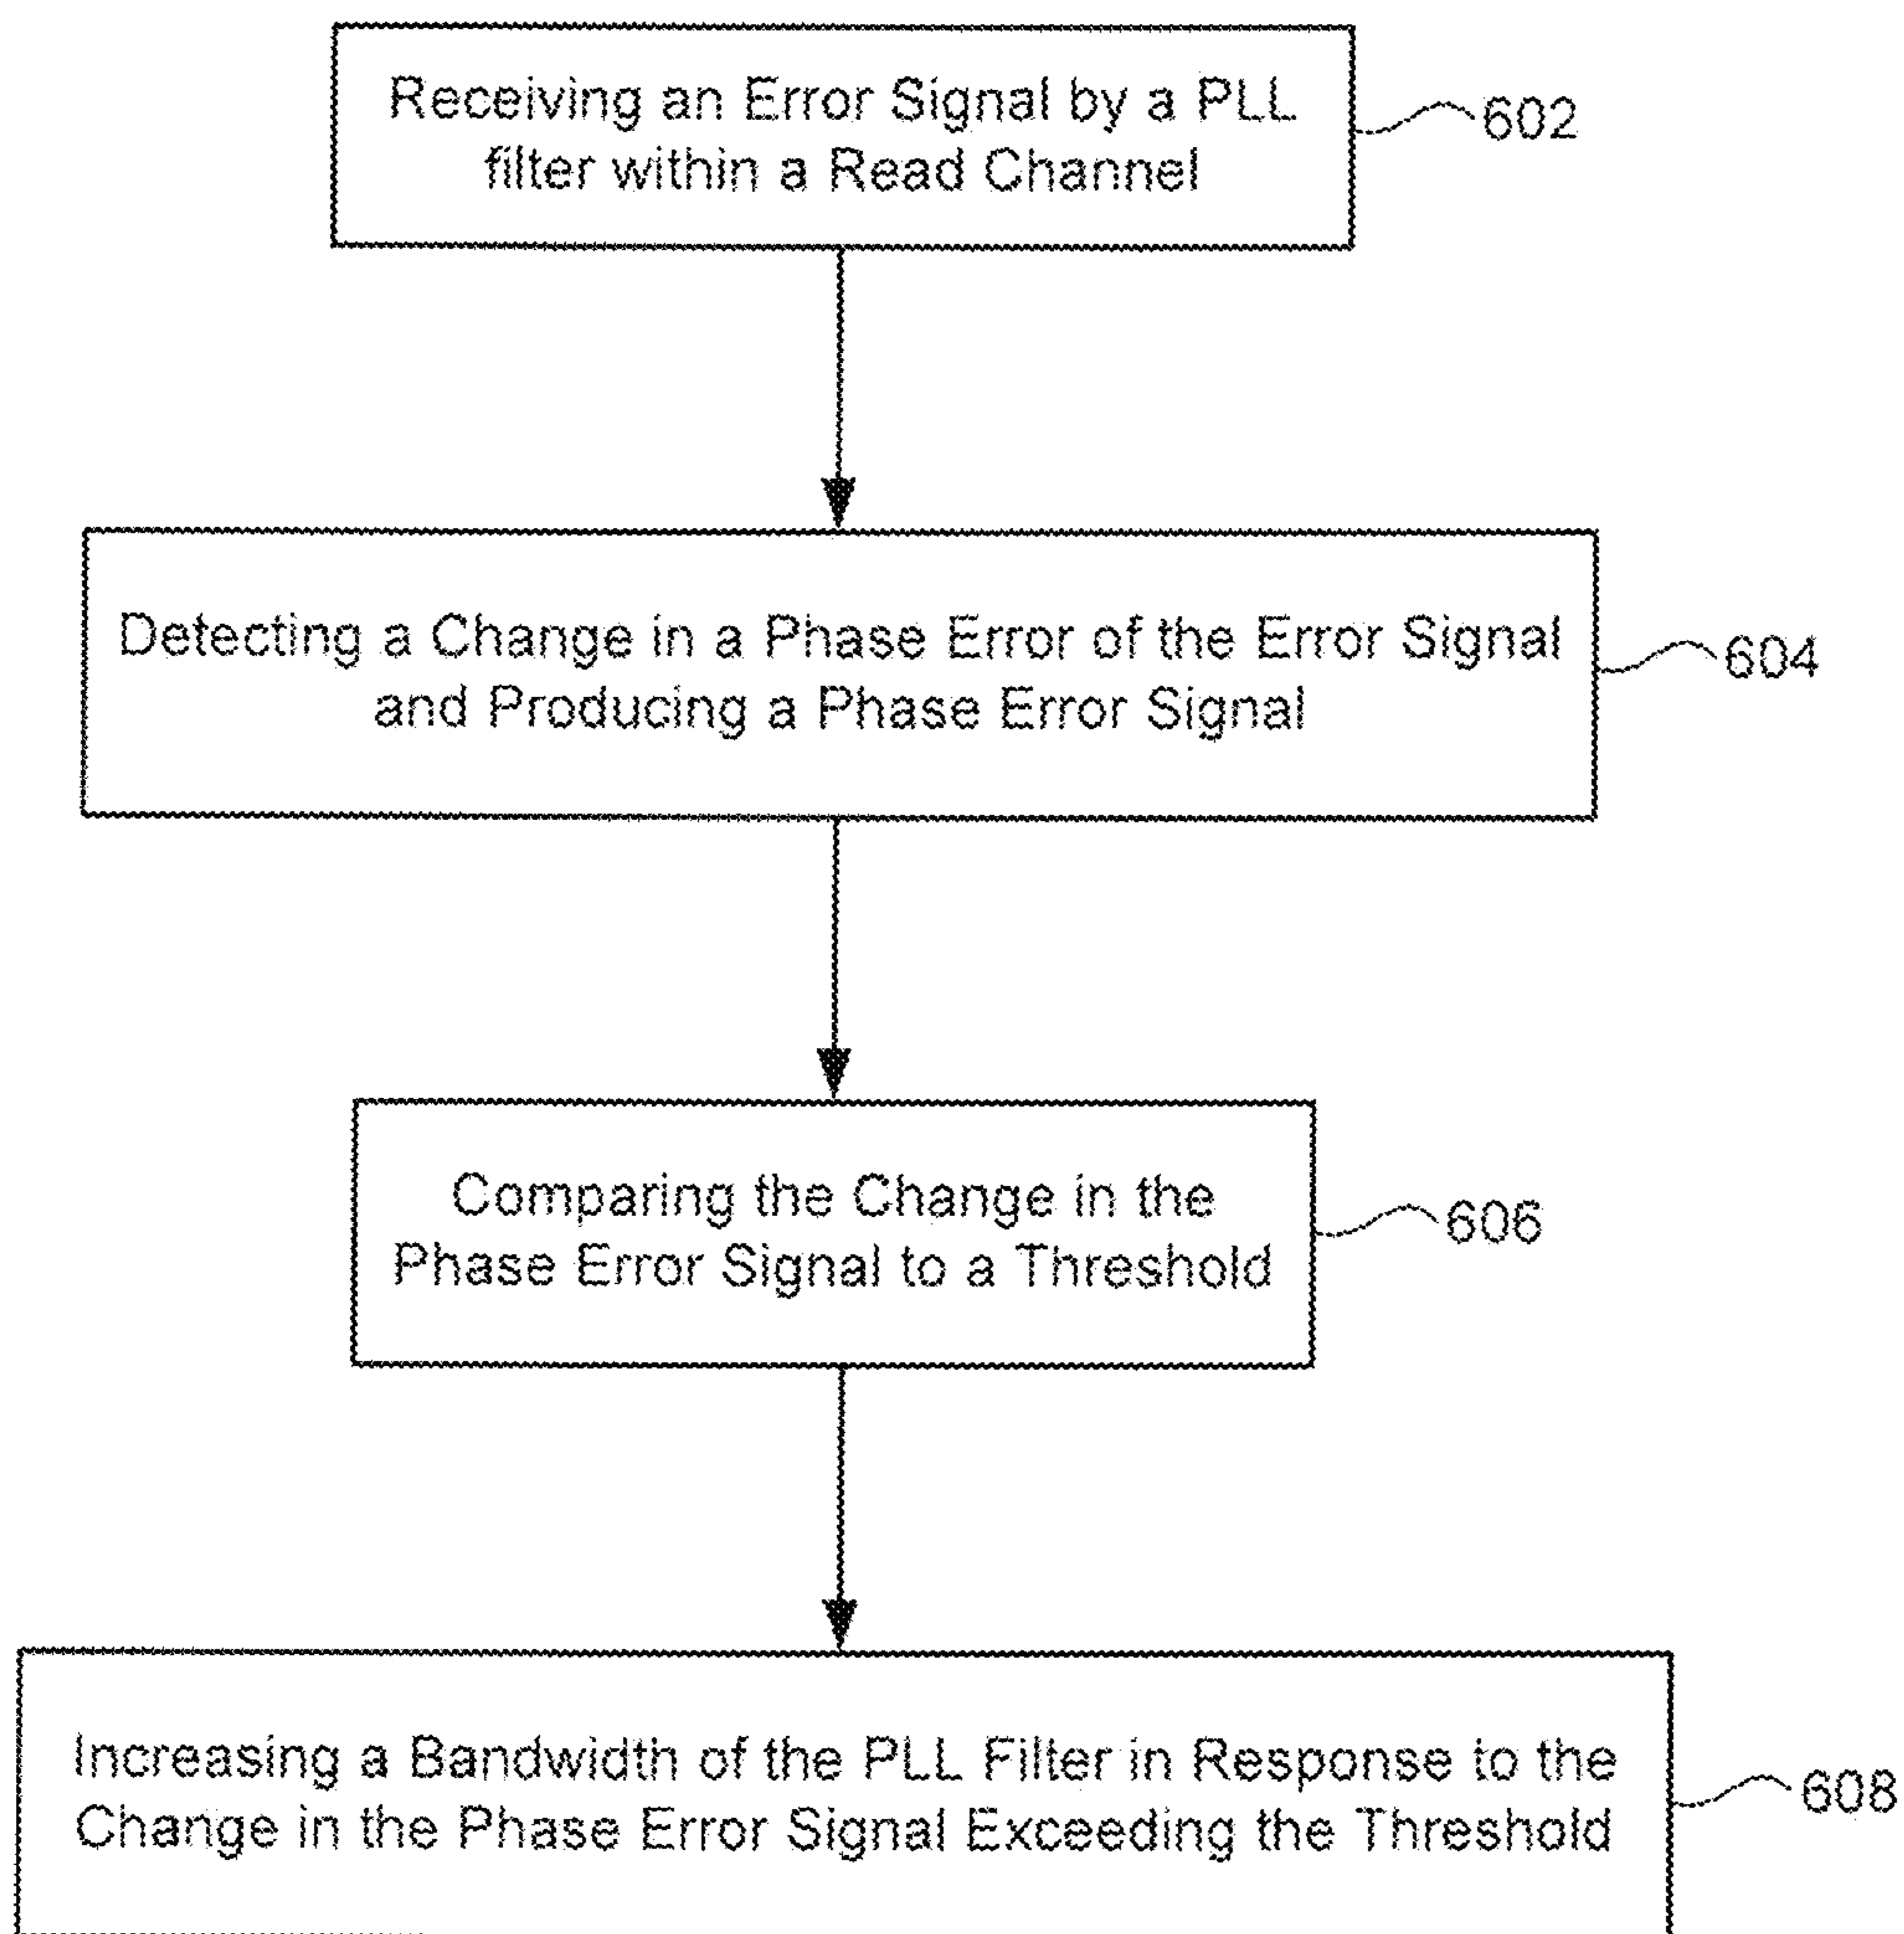 Receiving an Error Signal by a PLL
filter within a Read Channel
602
Detecting a Change in a Phase Error of the Error Signal
and Producing a Phase Error Signal
604
Comparing the Change in the
Phase Error Signal to a Threshold
606
Increasing a Bandwidth of the PLL Filter in Response to the
Change in the Phase Error Signal Exceeding the Threshold
608